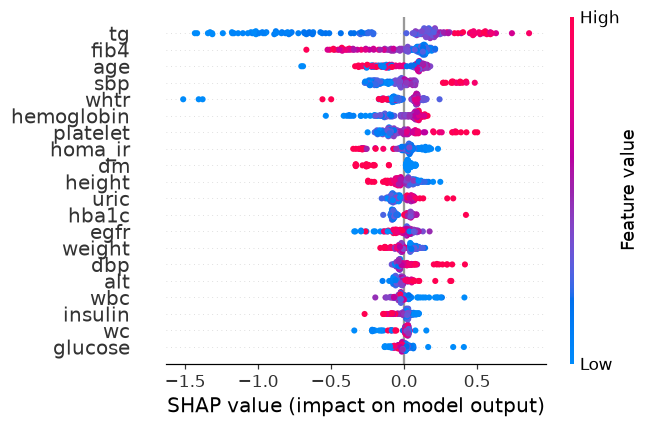 High
tg
fib4
age
sbp
whtr
hemoglobin
platelet
homa_ir
dm
height
uric
hba1c
egfr
weight
dbp
alt
wbc
insulin
wc
glucose
Feature value
Low
−1.5 −1.0 −0.5 0.0 0.5
SHAP value (impact on model output)